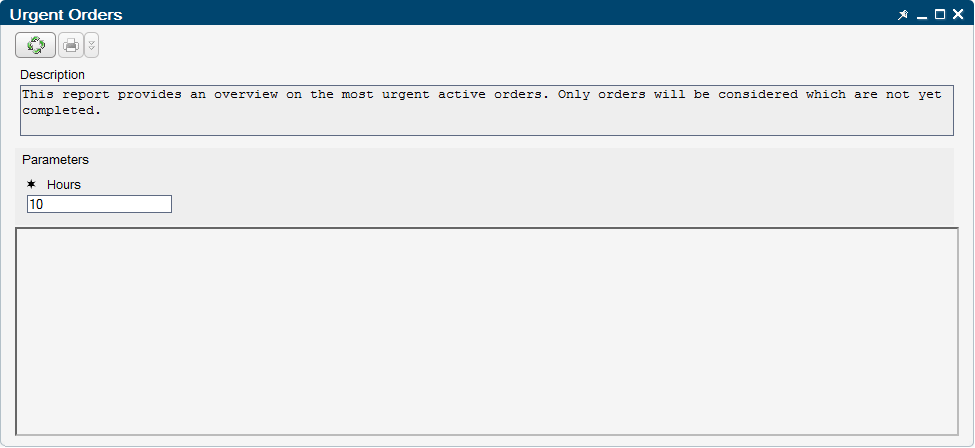 Urgent Orders
Description
This report provides an overview on the most urgent active orders. Only orders will be considered which are not yet
completed.
Parameters
✶ Hours
10